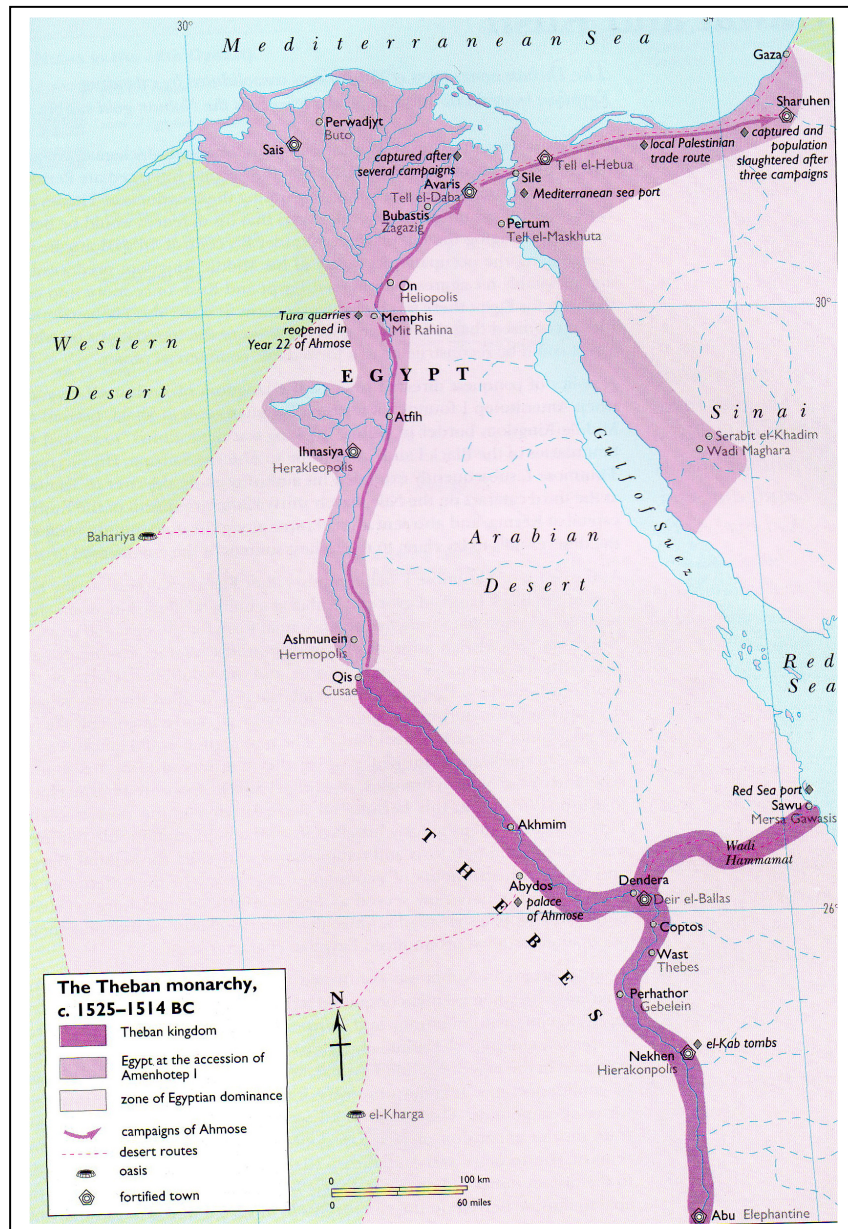 30°
34
Mediterranean Sea
Gaza
Sharuhen
Perwadjyt
Buto
Sais
captured after
several campaigns
local Palestinian
trade route
captured and
population
slaughtered after
three campaigns
Tell el-Hebua
Sile
Avaris
Tell el-Daba
Mediterranean sea port
Bubastis
Zagazig
Pertum
Tell el-Maskhuta
On
Heliopolis
30°
Tura quarries
reopened in
Year 22 of Ahmose
Memphis
Mit Rahina
Western
Desert
EGYPT
Sinai
Atfih
Serabit el-Khadim
Wadi Maghara
Ihnasiya
Herakleopolis
Gulf of Suez
Bahariya
Arabian
Desert
Ashmunein
Hermopolis
Red
Sea
Qis
Cusae
Red Sea port
Sawu
Mersa Gawasis
Akhmim
Wadi
Hammamat
THEBES
Abydos
palace
of Ahmose
Dendera
Deir el-Ballas
26°
Coptos
Wast
Thebes
Perhathor
Gebelein
el-Kab tombs
Nekhen
Hierakonpolis
el-Kharga
Abu Elephantine
The Theban monarchy,
c. 1525–1514 BC
Theban kingdom
Egypt at the accession of
Amenhotep I
zone of Egyptian dominance
campaigns of Ahmose
desert routes
oasis
fortified town
N
0 100 km
0 60 miles